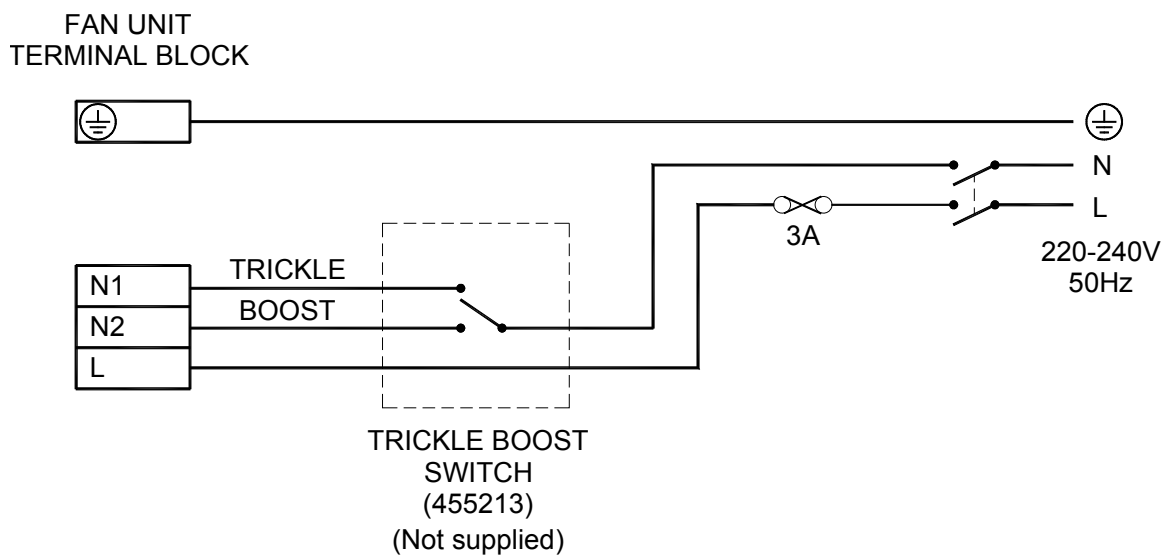 FAN UNIT
TERMINAL BLOCK
N
L
3A
220-240V
50Hz
N1
TRICKLE
N2
BOOST
L
TRICKLE BOOST
SWITCH
(455213)
(Not supplied)